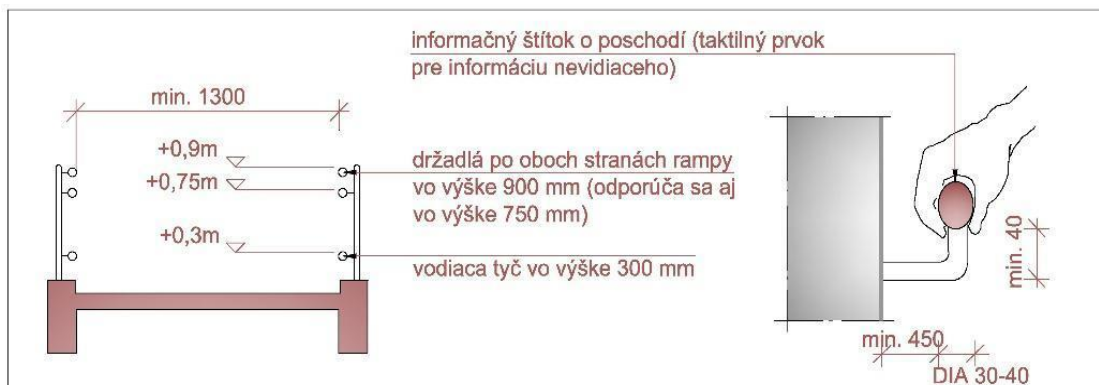 informačný štítok o poschodí (taktilný prvok
pre informáciu nevidiaceho)
min. 1300
+0,9m
+0,75m
+0,3m
držadlá po oboch stranách rampy
vo výške 900 mm (odporúča sa aj
vo výške 750 mm)
vodiaca tyč vo výške 300 mm
min. 40
min. 450
DIA 30-40